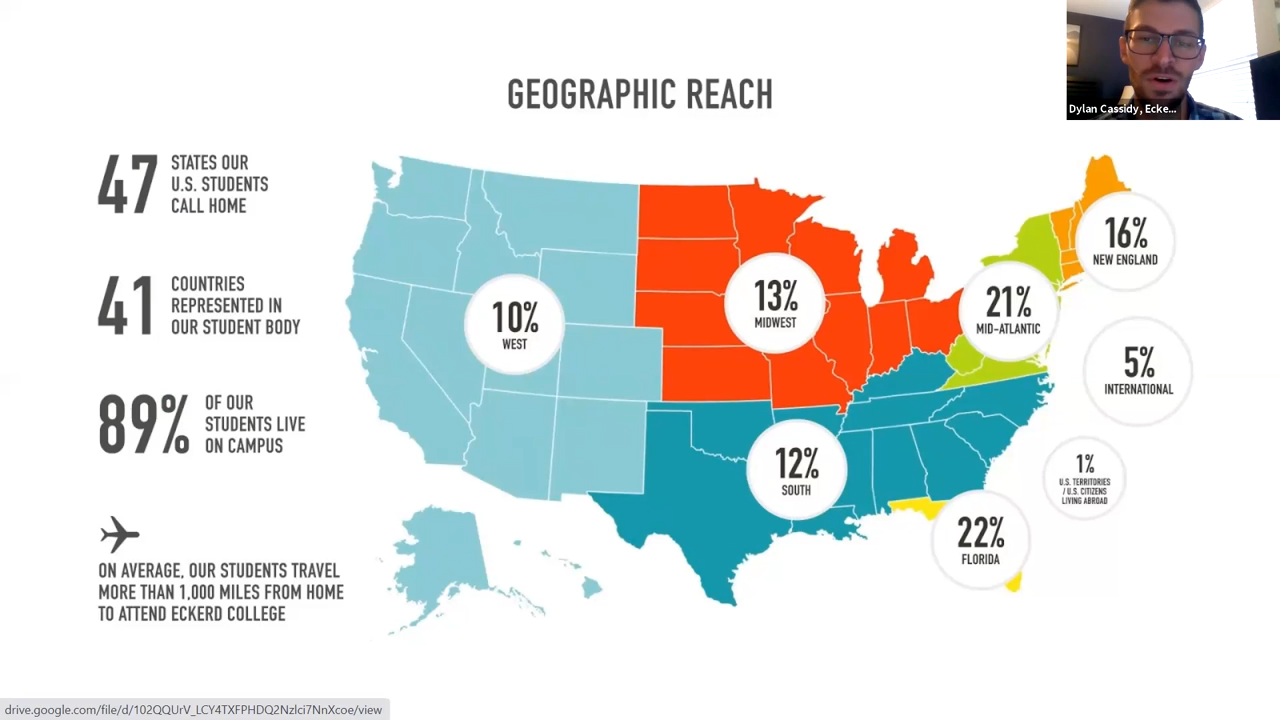 GEOGRAPHIC REACH
Dylan Cassidy, Ecke...
47
STATES OUR
U.S. STUDENTS
CALL HOME
41
COUNTRIES
REPRESENTED IN
OUR STUDENT BODY
89%
OF OUR
STUDENTS LIVE
ON CAMPUS
ON AVERAGE, OUR STUDENTS TRAVEL
MORE THAN 1,000 MILES FROM HOME
TO ATTEND ECKERD COLLEGE
10%
WEST
13%
MIDWEST
21%
MID-ATLANTIC
16%
NEW ENGLAND
5%
INTERNATIONAL
12%
SOUTH
1%
U.S. TERRITORIES
/ U.S. CITIZENS
LIVING ABROAD
22%
FLORIDA
drive.google.com/file/d/102QQUrV_LCY4TXFPHDQ2Nzlci7NnXcoe/view